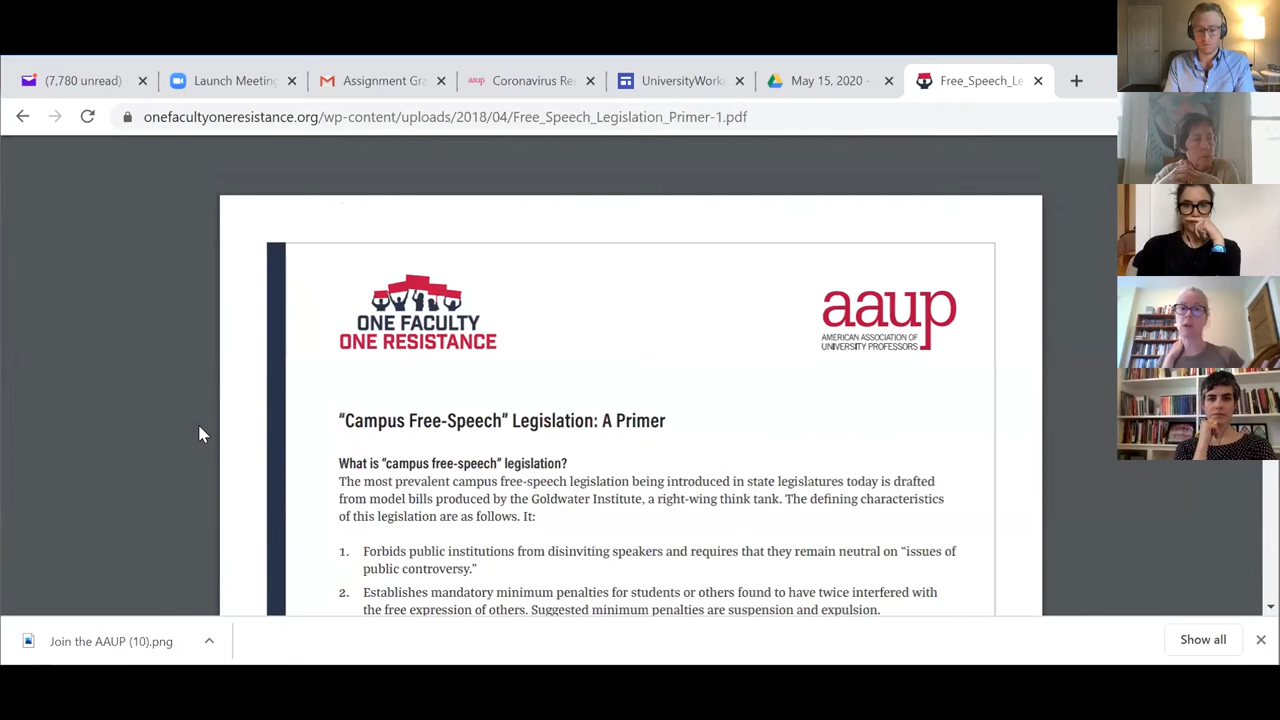 (7,780 unread)
Launch Meeting
Assignment Gra
aaup Coronavirus Res
UniversityWork
May 15, 2020 -
Free_Speech_Le
onefacultyoneresistance.org/wp-content/uploads/2018/04/Free_Speech_Legislation_Primer-1.pdf
ONE FACULTY
ONE RESISTANCE
aaup
AMERICAN ASSOCIATION OF
UNIVERSITY PROFESSORS
“Campus Free-Speech” Legislation: A Primer
What is “campus free-speech” legislation?
The most prevalent campus free-speech legislation being introduced in state legislatures today is drafted
from model bills produced by the Goldwater Institute, a right-wing think tank. The defining characteristics
of this legislation are as follows. It:
1. Forbids public institutions from disinviting speakers and requires that they remain neutral on “issues of
public controversy.”
2. Establishes mandatory minimum penalties for students or others found to have twice interfered with
the free expression of others. Suggested minimum penalties are suspension and expulsion.
Join the AAUP (10).png
Show all